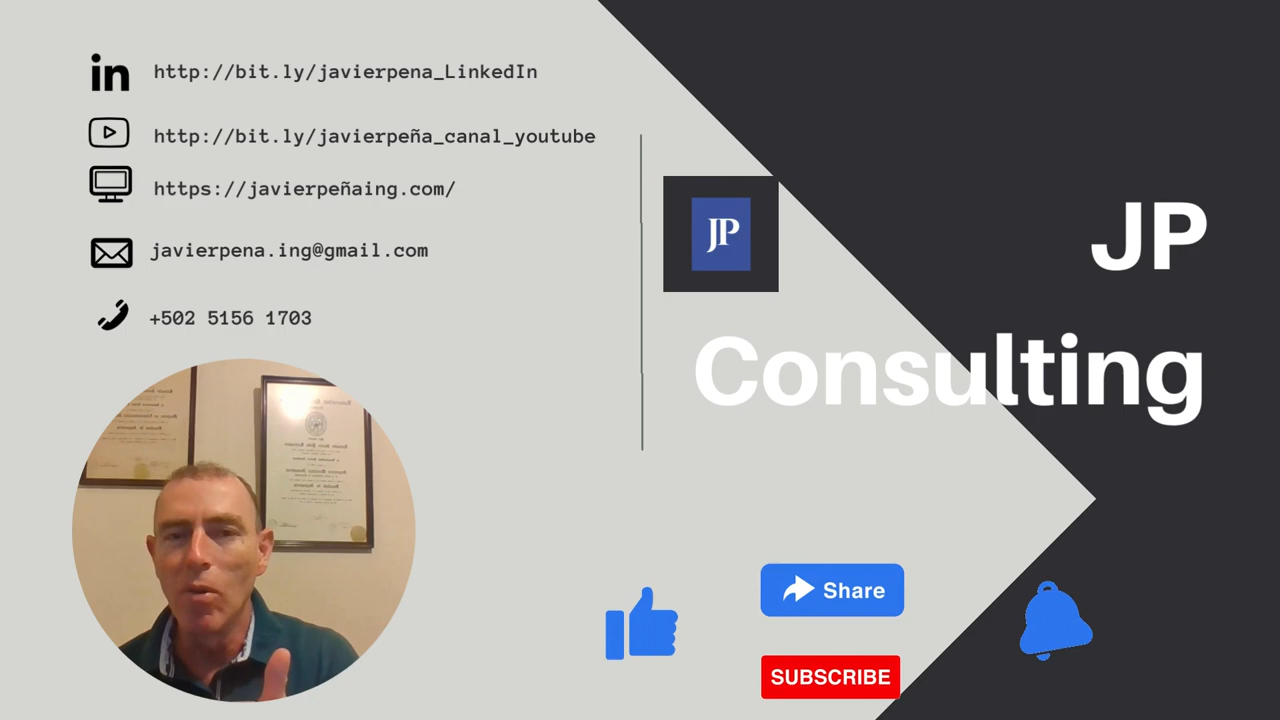 in
http://bit.ly/javierpena_LinkedIn
http://bit.ly/javierpeña_canal_youtube
https://javierpeñaing.com/
javierpena.ing@gmail.com
+502 5156 1703
JP
JP
Consulting
Share
SUBSCRIBE